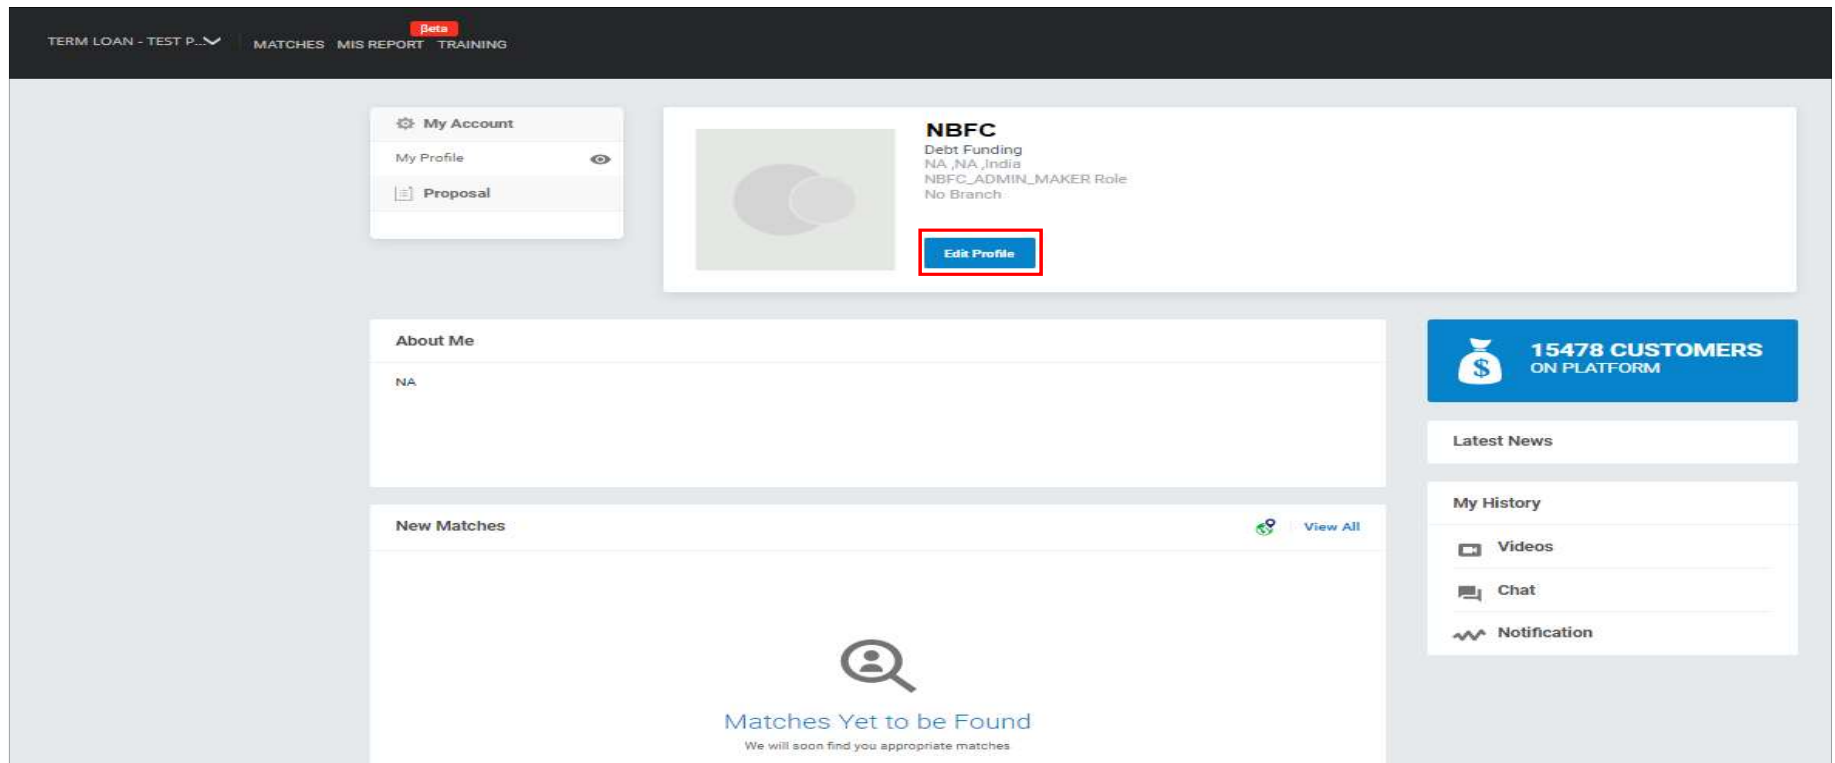 βeta
TERM LOAN - TEST P... MATCHES MIS REPORT TRAINING
My Account
My Profile
Proposal
NBFC
Debt Funding
NA ,NA ,India
NBFC_ADMIN_MAKER Role
No Branch
Edit Profile
About Me
NA
15478 CUSTOMERS
ON PLATFORM
Latest News
My History
Videos
Chat
Notification
New Matches
View All
Matches Yet to be Found
We will soon find you appropriate matches